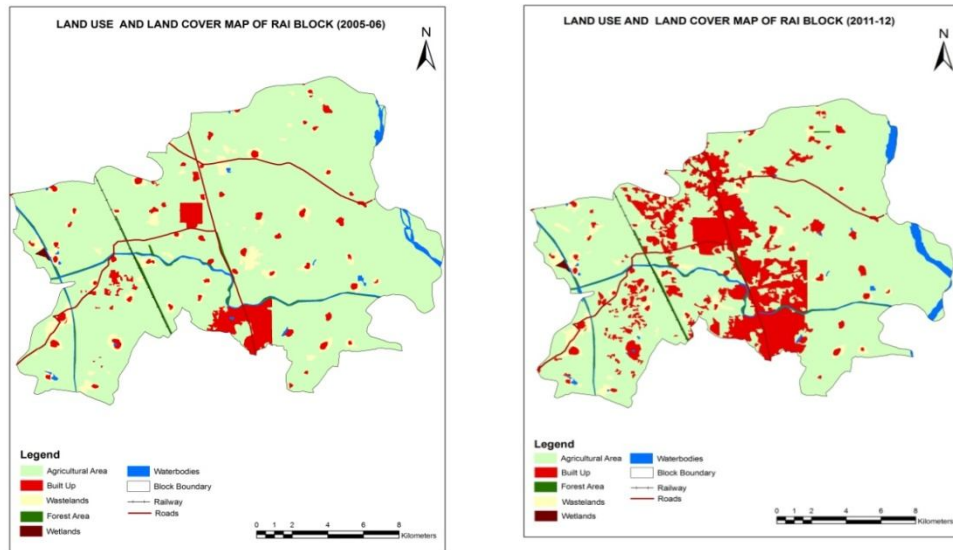 LAND USE AND LAND COVER MAP OF RAI BLOCK (2005-06)
N
Legend
Agricultural Area
Built Up
Wastelands
Forest Area
Wetlands
Waterbodies
Block Boundary
Railway
Roads
0 1 2 4 6 8
Kilometers
LAND USE AND LAND COVER MAP OF RAI BLOCK (2011-12)
N
Legend
Agricultural Area
Built Up
Forest Area
Wastelands
Wetlands
Waterbodies
Block Boundary
Railway
Roads
0 1 2 4 6 8
Kilometers